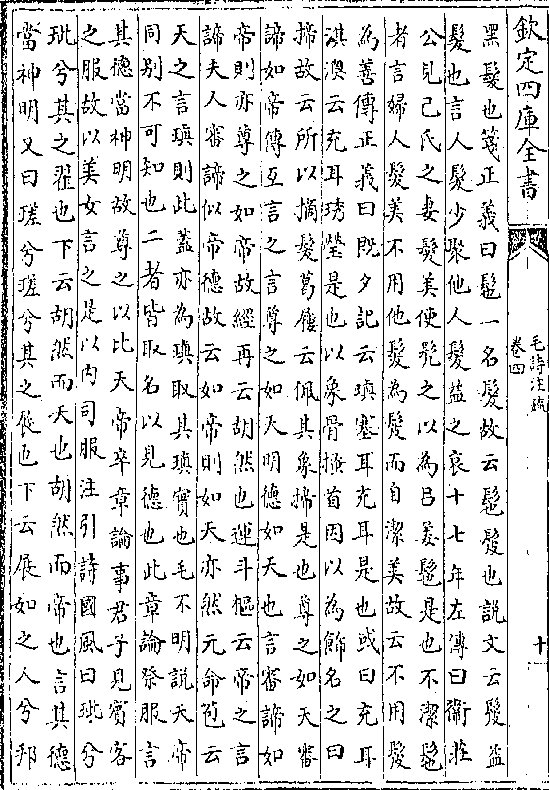 欽定四庫全書
毛詩注疏
卷四
十
黑髮也箋正義曰鬒一名髲故云鬄髲也說文云髲益
髮也言人髮少聚他人髮益之哀十七年左傳曰衛莊
公見己氏之妻髮美使髡之以為呂姜髢是也不潔髢
者言婦人髮美不用他髮為髲而自潔美故云不用髲
為善傳正義曰既夕記云瑱塞耳充耳是也或曰充耳
淇澳云充耳琇瑩是也以象骨搔首因以為飾名之曰
揥故云所以摘髮葛屨云佩其象揥是也尊之如天審
諦如帝傳互言之言尊之如天明德如天也言審諦如
帝則亦尊之如帝故經再云胡然也運斗樞云帝之言
諦夫人審諦似帝德故云如帝則如天亦然元命苞云
天之言瑱則此蓋亦為瑱取其瑱實也毛不明說天帝
同别不可知也二者皆取名以見德也此章論祭服言
其德當神明故尊之以比天帝卒章論事君子見賓客
之服故以美女言之是以内司服注引詩國風曰玼兮
玼兮其之翟也下云胡然而天也胡然而帝也言其德
當神明又曰瑳兮瑳兮其之展也下云展如之人兮邦